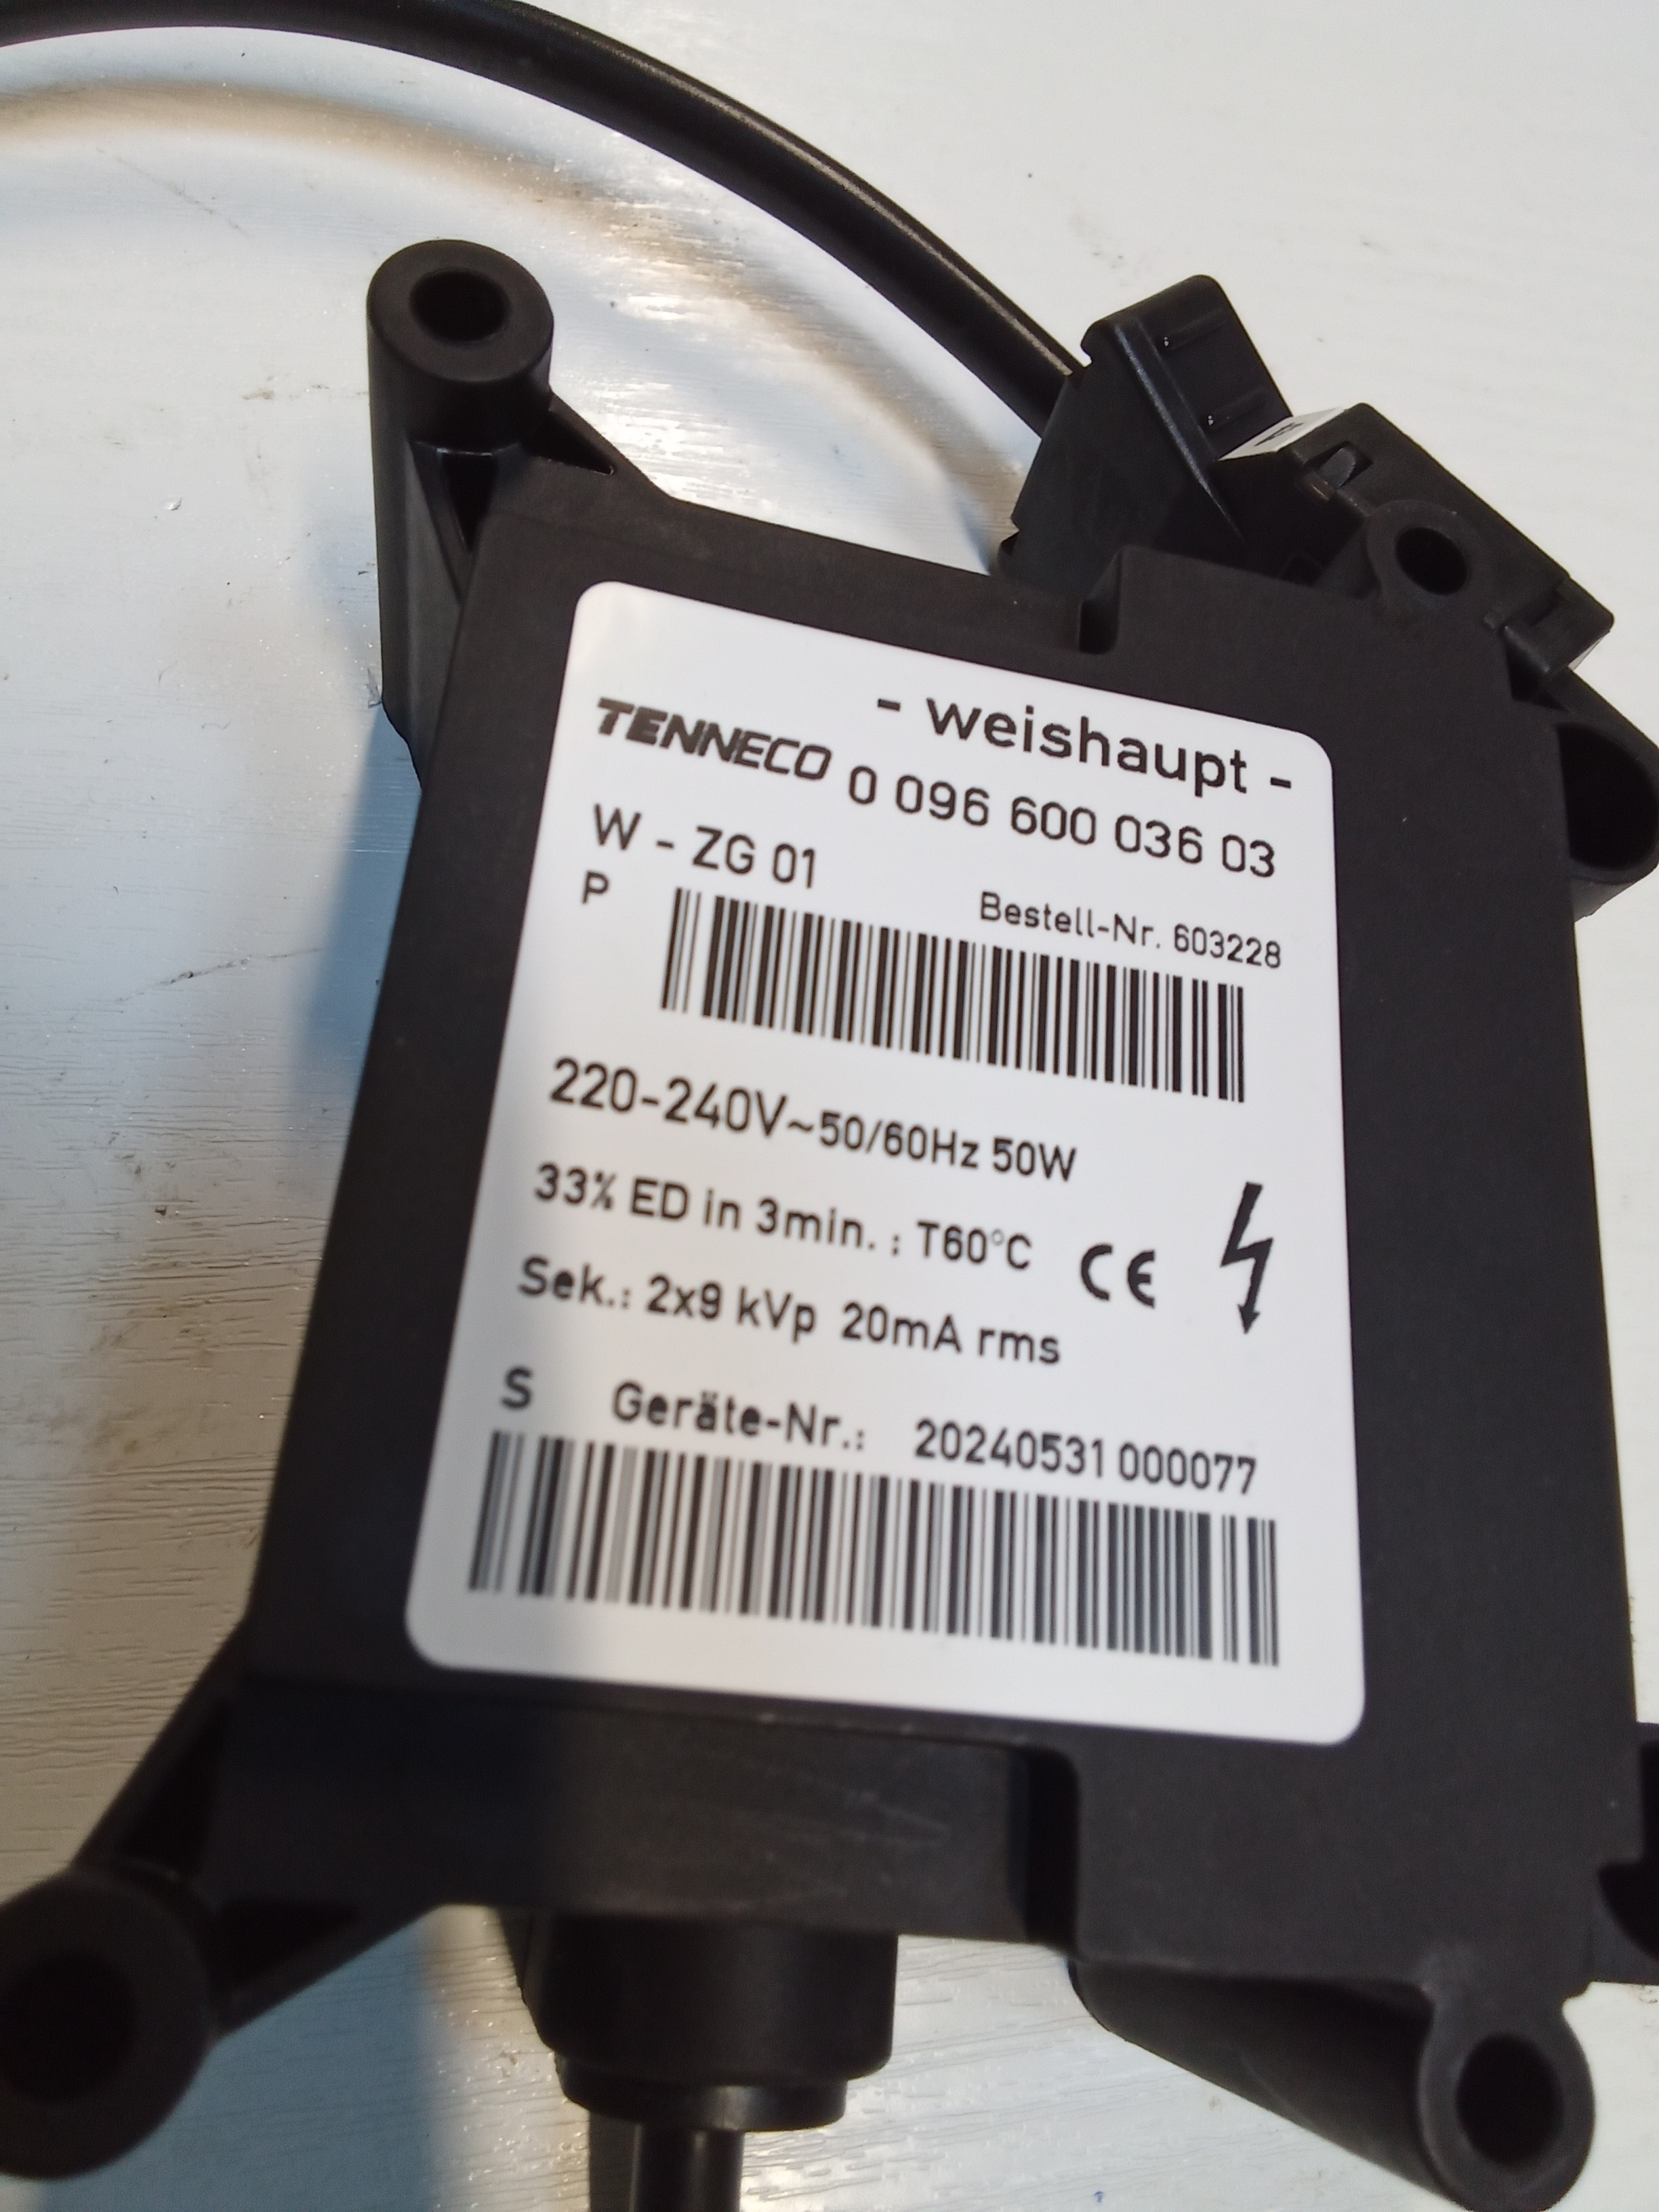 - weishaupt -
TENNECO 0 096 600 036 03
W - ZG 01
P Bestell-Nr. 603228
220-240V~50/60Hz 50W
33% ED in 3min. : T60°C CE
Sek.: 2x9 kVp 20mA rms
S Geräte-Nr.: 20240531 000077